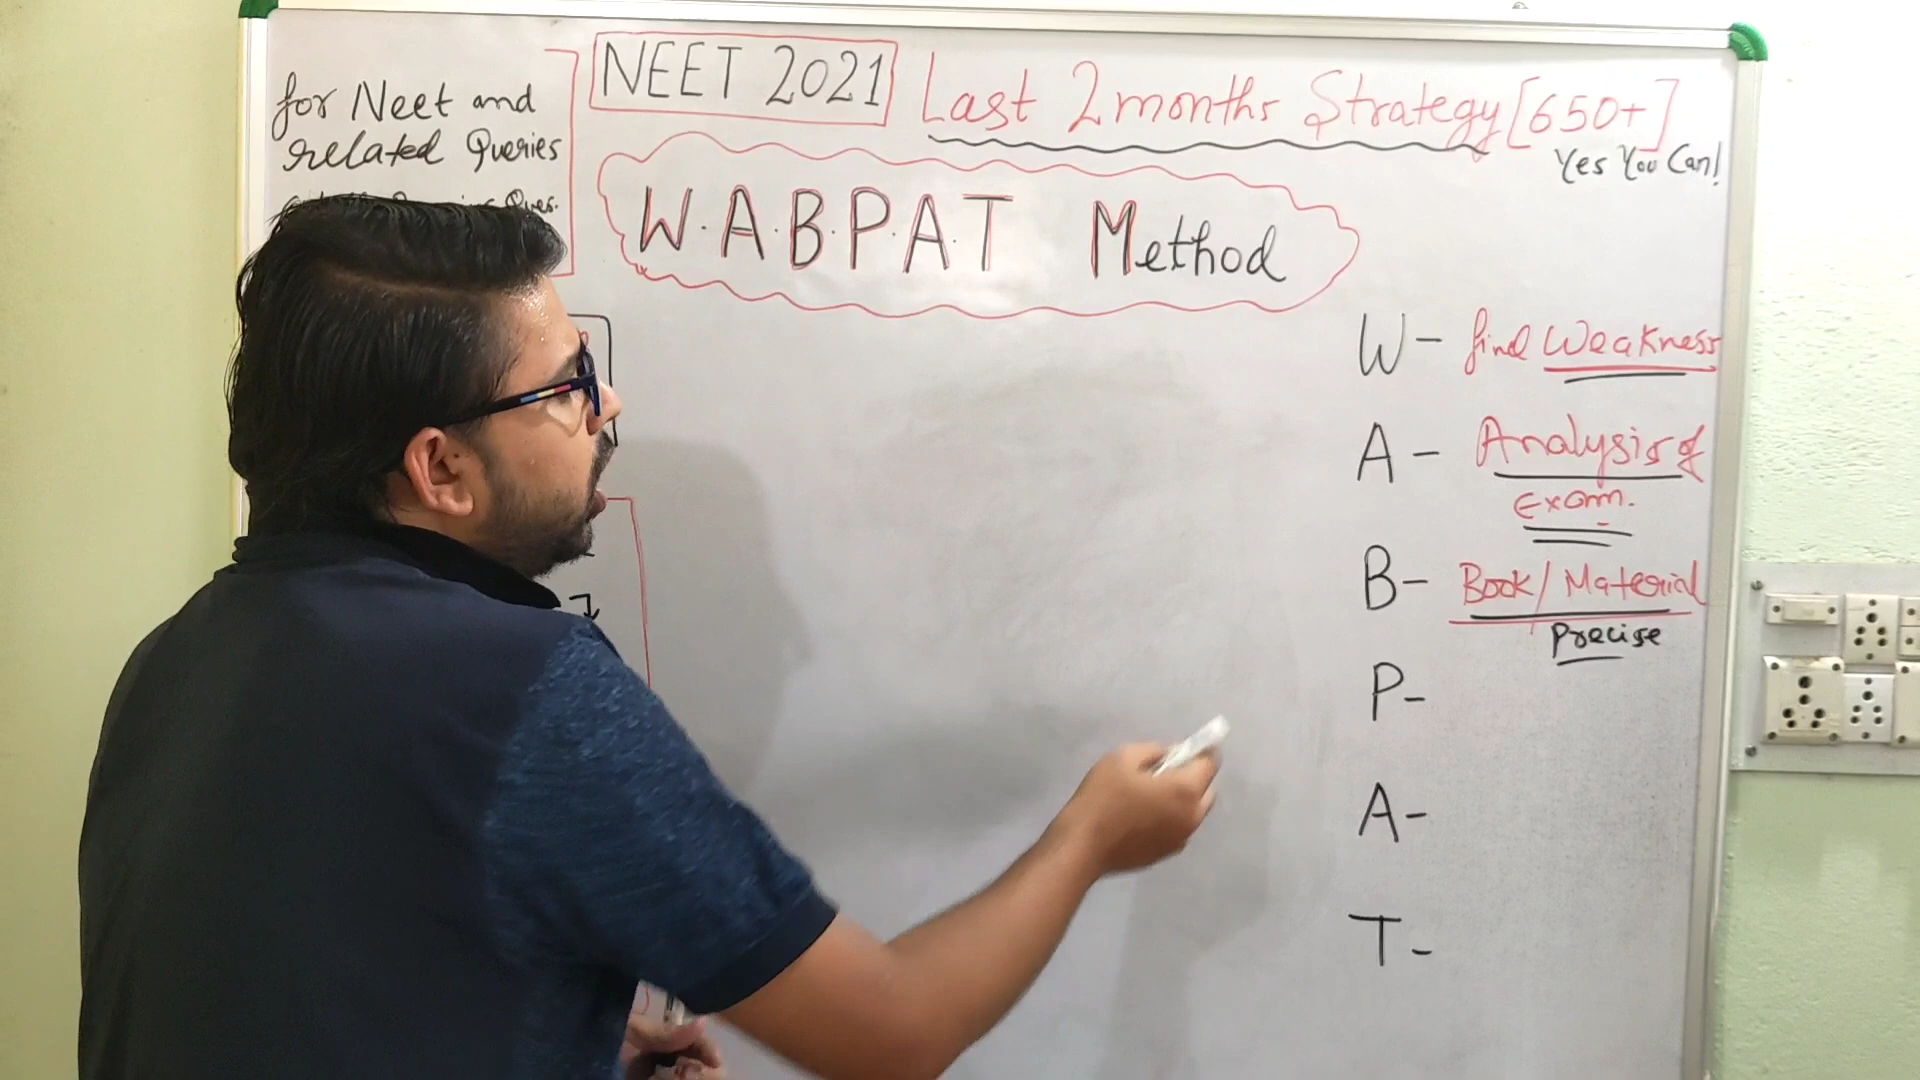 for Neet and
related Queries
Ques.
NEET 2021
Last 2 months Strategy [650+]
Yes You Can!
W.A.B.P.A.T Method
W- find Weakness
A- Analysis of
Exam.
B- Book/Material
Precise
P-
A-
T-